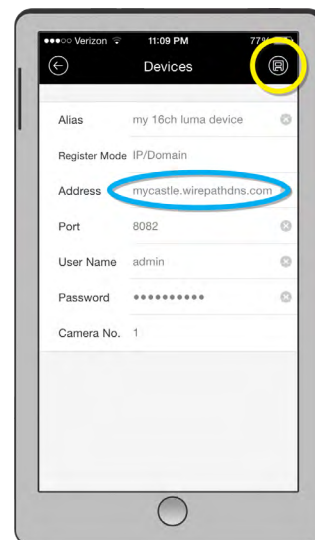 Verizon 11:09 PM 77%
Devices
Alias my 16ch luma device
Register Mode IP/Domain
Address mycastle.wirepathdns.com
Port 8082
User Name admin
Password ••••••••••
Camera No. 1